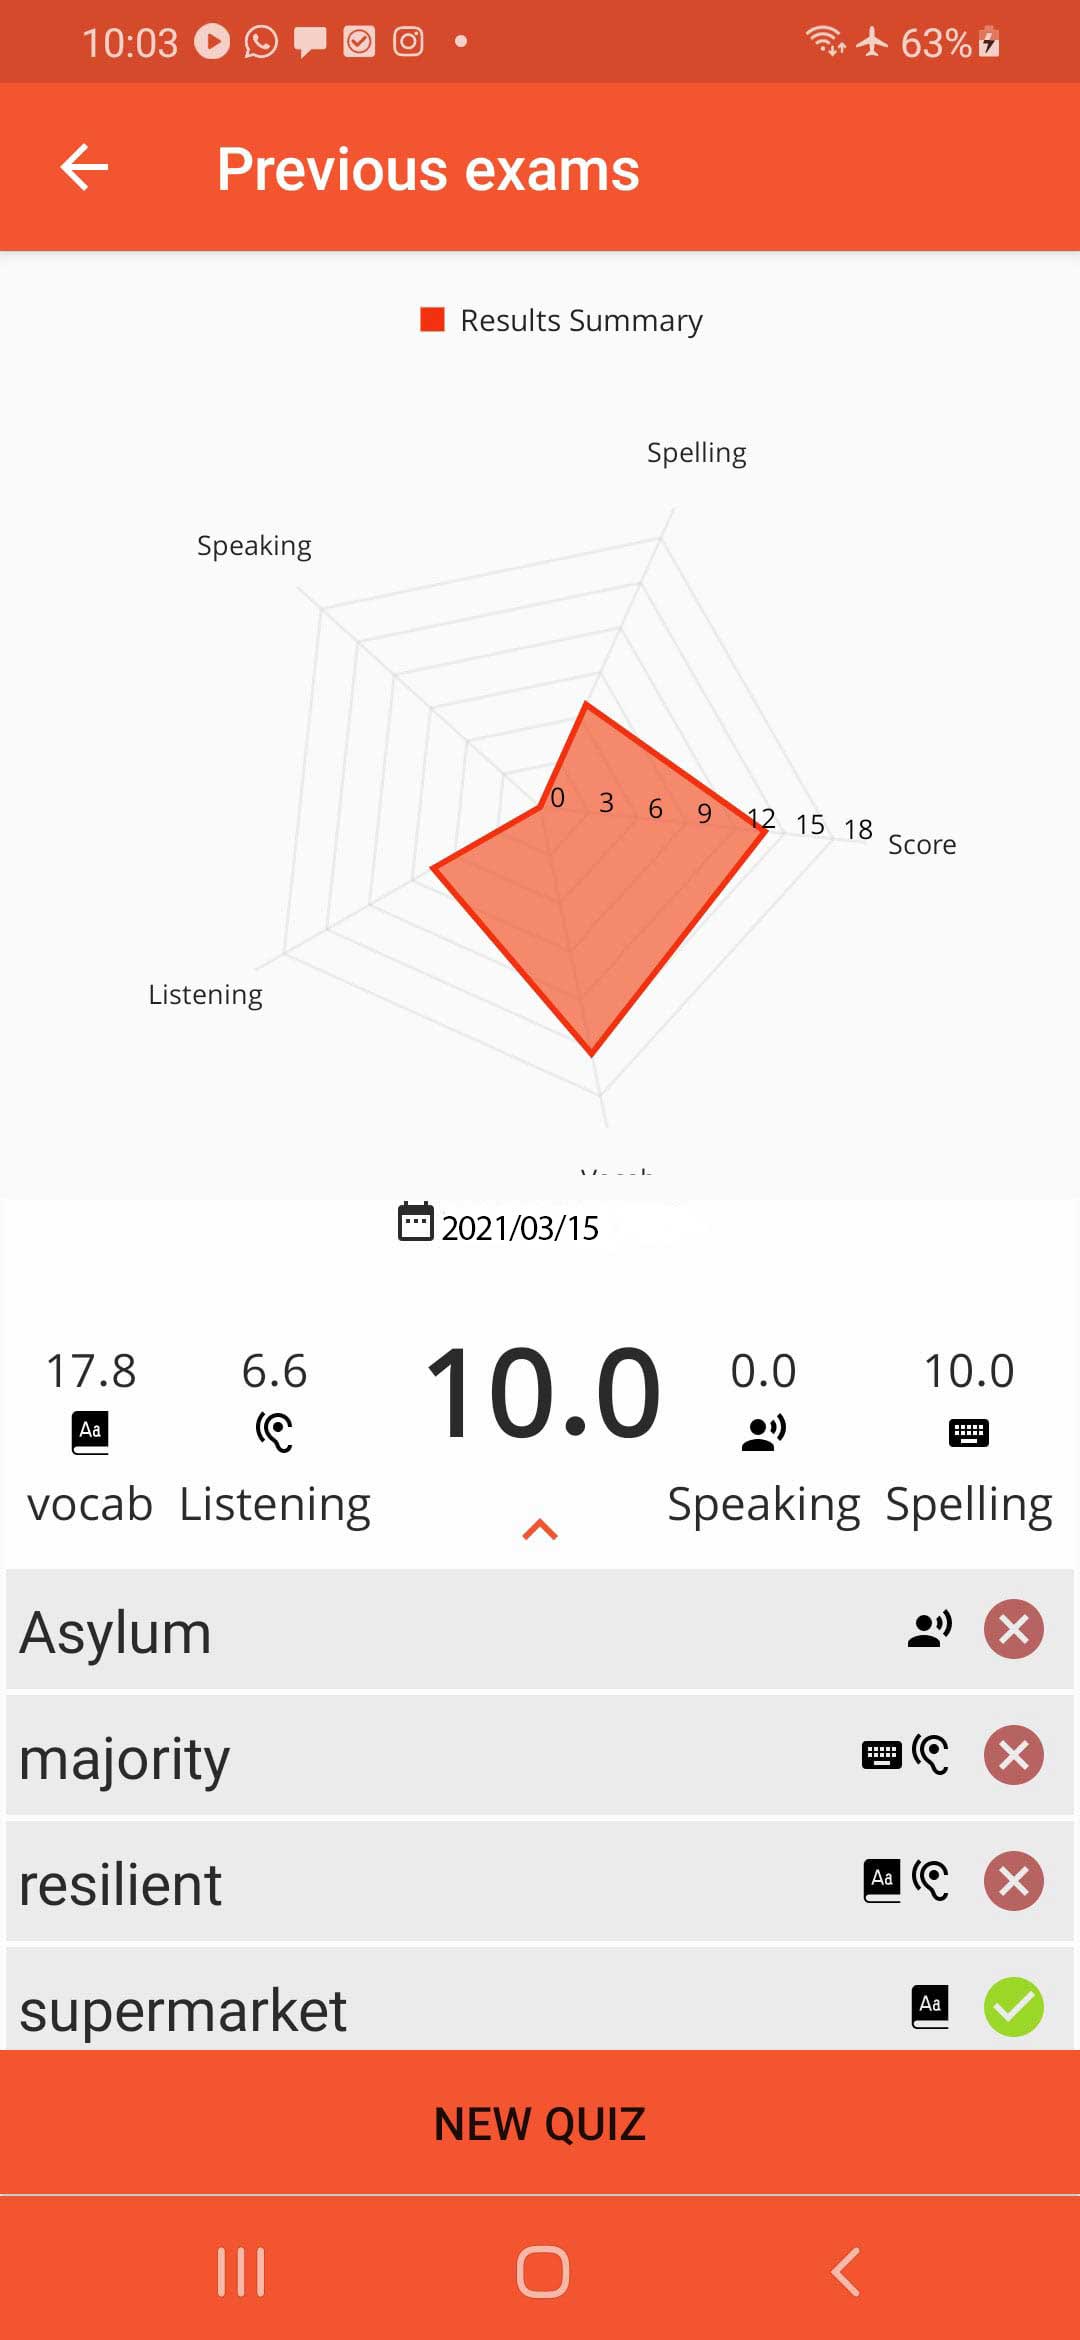 10:03 63%
Previous exams
Results Summary
Spelling
Speaking
0 3 6 9 12 15 18
Score
Listening
2021/03/15
17.8 6.6 10.0 0.0 10.0
Aa
vocab Listening Speaking Spelling
Asylum
majority
resilient Aa
supermarket Aa
NEW QUIZ